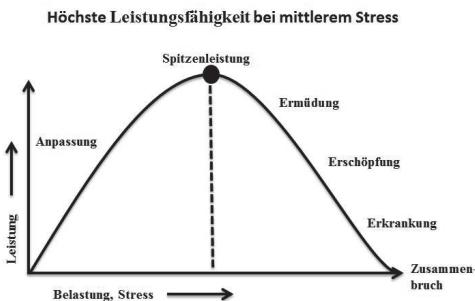 Höchste Leistungsfähigkeit bei mittlerem Stress
Spitzenleistung
Ermüdung
Anpassung
Erschöpfung
Leistung
Erkrankung
Zusammen-
bruch
Belastung, Stress